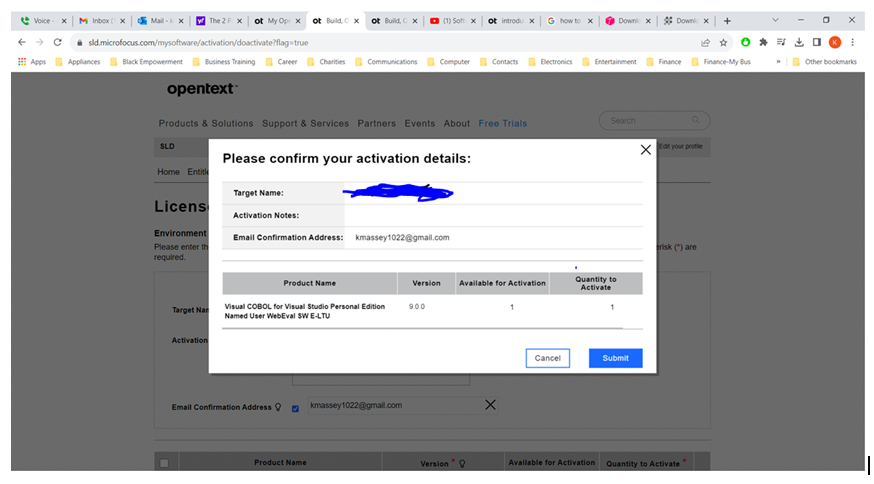 Voice -
Inbox (
Mail -
The 2 P
My Op
Build, C
Build, C
(1) Soft
introduc
how to
Downlo
Downlo
sld.microfocus.com/mysoftware/activation/doactivate?flag=true
K
Apps
Appliances
Black Empowerment
Business Training
Career
Charities
Communications
Computer
Contacts
Electronics
Entertainment
Finance
Finance-My Bus
»
Other bookmarks
opentext™
Products & Solutions Support & Services Partners Events About Free Trials
Search
SLD
Edit your profile
Please confirm your activation details:
Home Entitle
Target Name:
Licens
Activation Notes:
Environment
Email Confirmation Address: kmassey1022@gmail.com
Please enter th
erisk (*) are
required.
Product Name Version Available for Activation Quantity to
Activate
Visual COBOL for Visual Studio Personal Edition 9.0.0 1 1
Named User WebEval SW E-LTU
Target Nam
Activation
Cancel Submit
Email Confirmation Address kmassey1022@gmail.com
Product Name Version * Available for Activation Quantity to Activate *